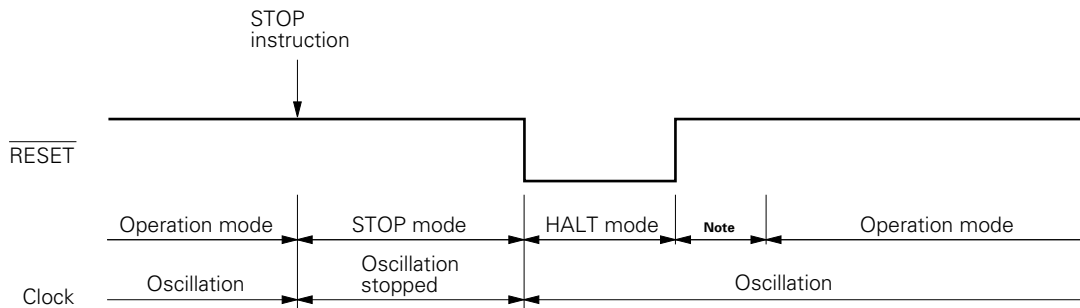 STOP
instruction
RESET
Operation mode
STOP mode
HALT mode
Note
Operation mode
Clock
Oscillation
Oscillation
stopped
Oscillation